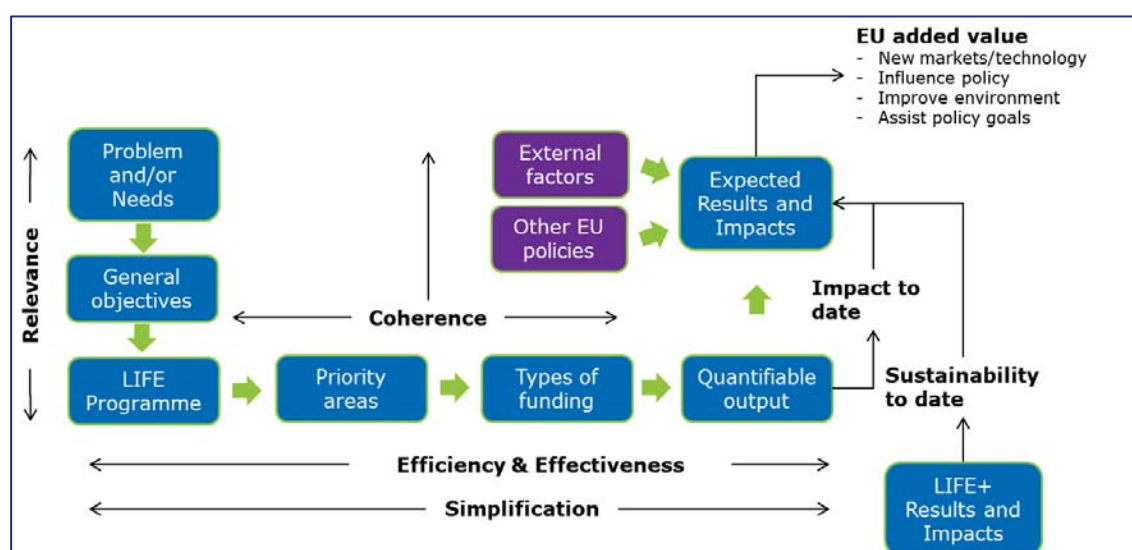 EU added value
- New markets/technology
- Influence policy
- Improve environment
- Assist policy goals
Relevance
Problem
and/or
Needs
General
objectives
LIFE
Programme
External
factors
Other EU
policies
Expected
Results and
Impacts
Coherence
Priority
areas
Types of
funding
Quantifiable
output
Impact to
date
Sustainability
to date
LIFE+
Results and
Impacts
Efficiency & Effectiveness
Simplification